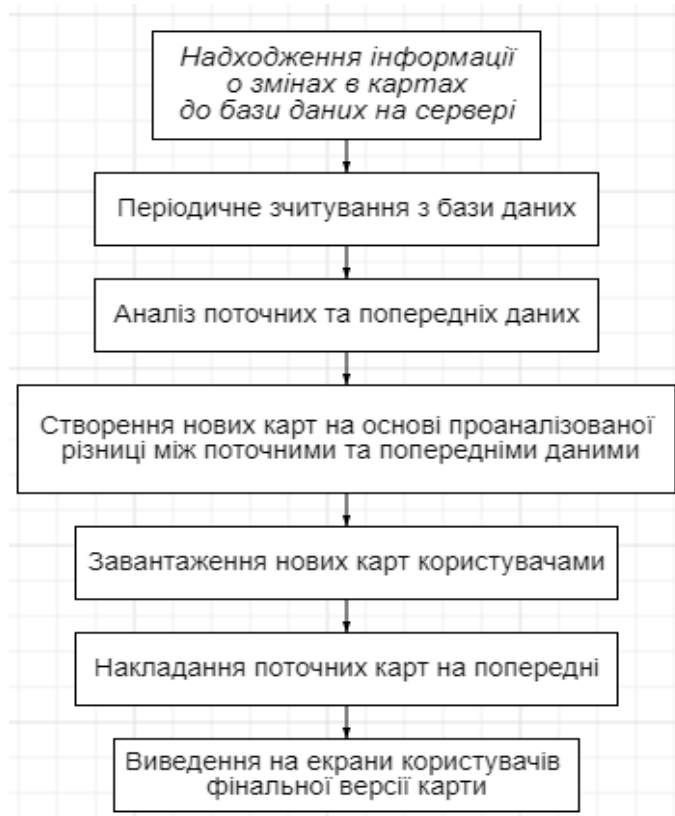 Надходження інформації
о змінах в картах
до бази даних на сервері
Періодичне зчитування з бази даних
Аналіз поточних та попередніх даних
Створення нових карт на основі проаналізованої
різниці між поточними та попередніми даними
Завантаження нових карт користувачами
Накладання поточних карт на попередні
Виведення на екрани користувачів
фінальної версії карти